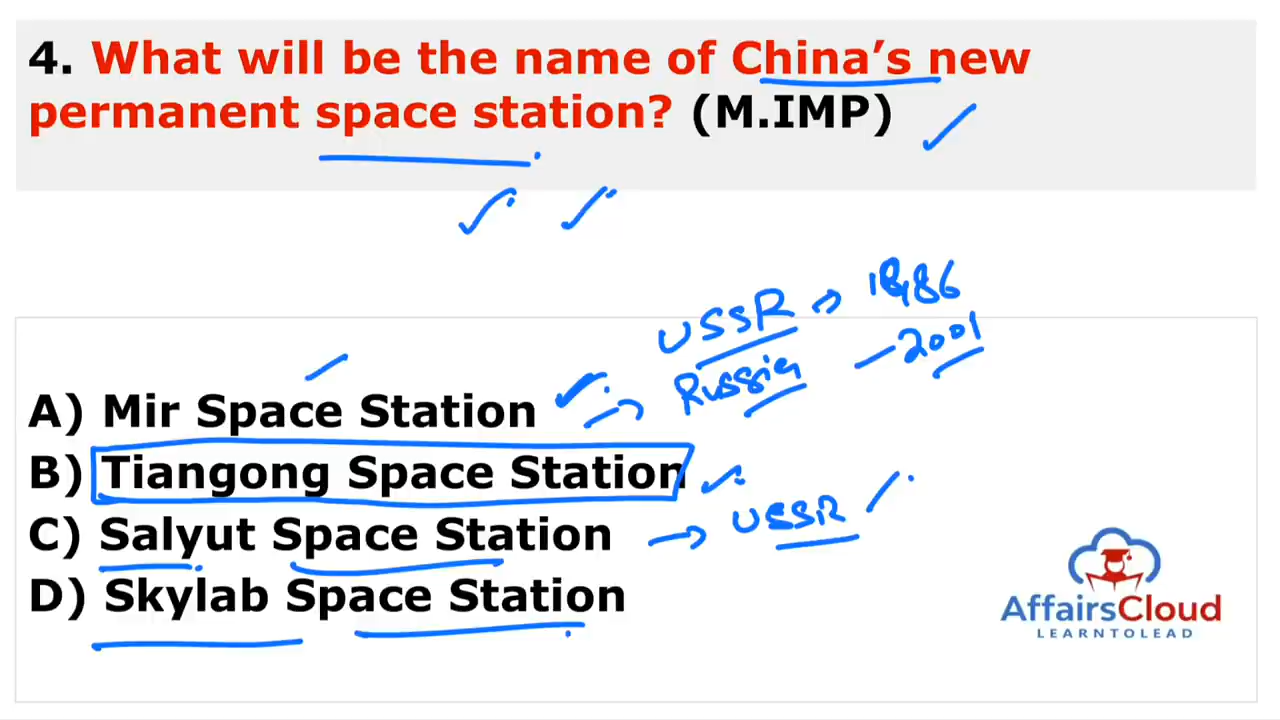 4. What will be the name of China's new
permanent space station? (M.IMP)
USSR → 1986
Russia — 2001
A) Mir Space Station
B) Tiangong Space Station
C) Salyut Space Station → USSR
D) Skylab Space Station
AffairsCloud
LEARNTOLEAD